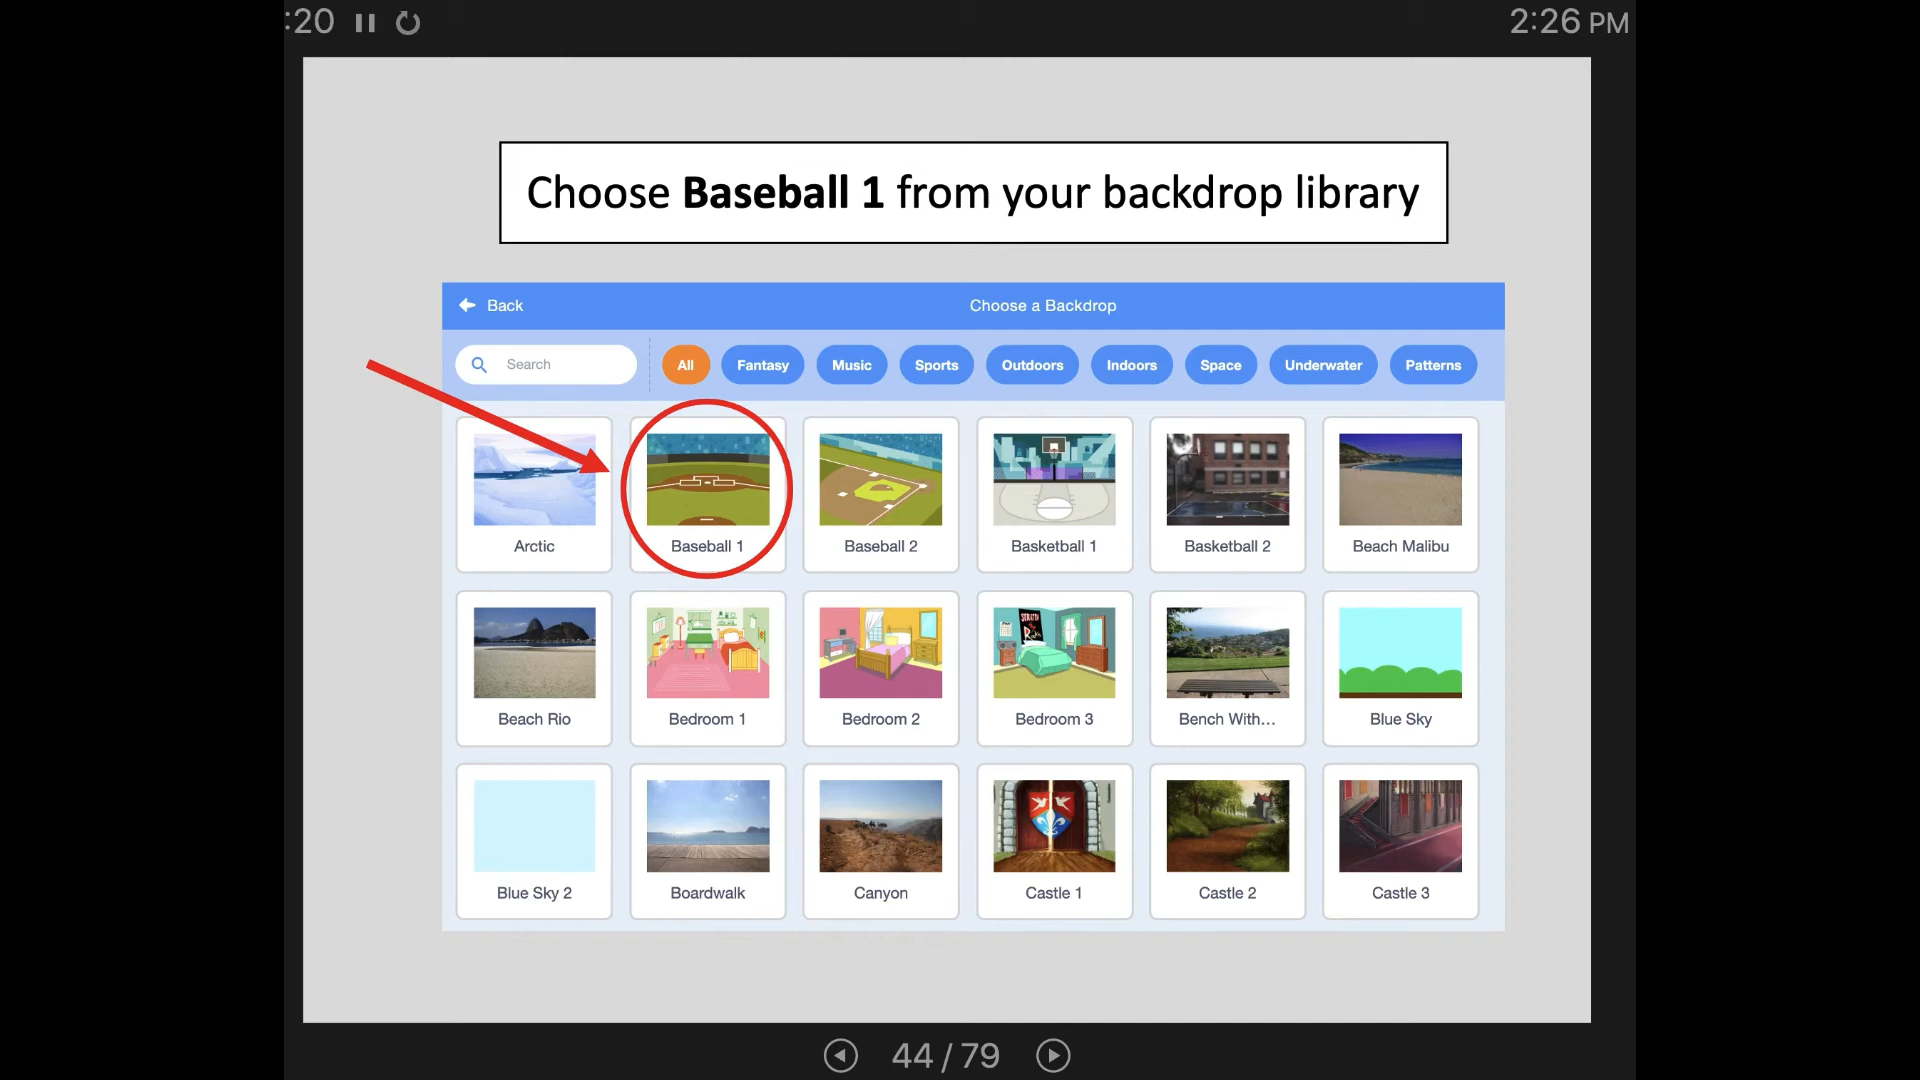 :20
2:26 PM
Choose Baseball 1 from your backdrop library
Back
Choose a Backdrop
Search
All
Fantasy
Music
Sports
Outdoors
Indoors
Space
Underwater
Patterns
Arctic
Baseball 1
Baseball 2
Basketball 1
Basketball 2
Beach Malibu
Beach Rio
Bedroom 1
Bedroom 2
Bedroom 3
Bench With...
Blue Sky
Blue Sky 2
Boardwalk
Canyon
Castle 1
Castle 2
Castle 3
44 / 79